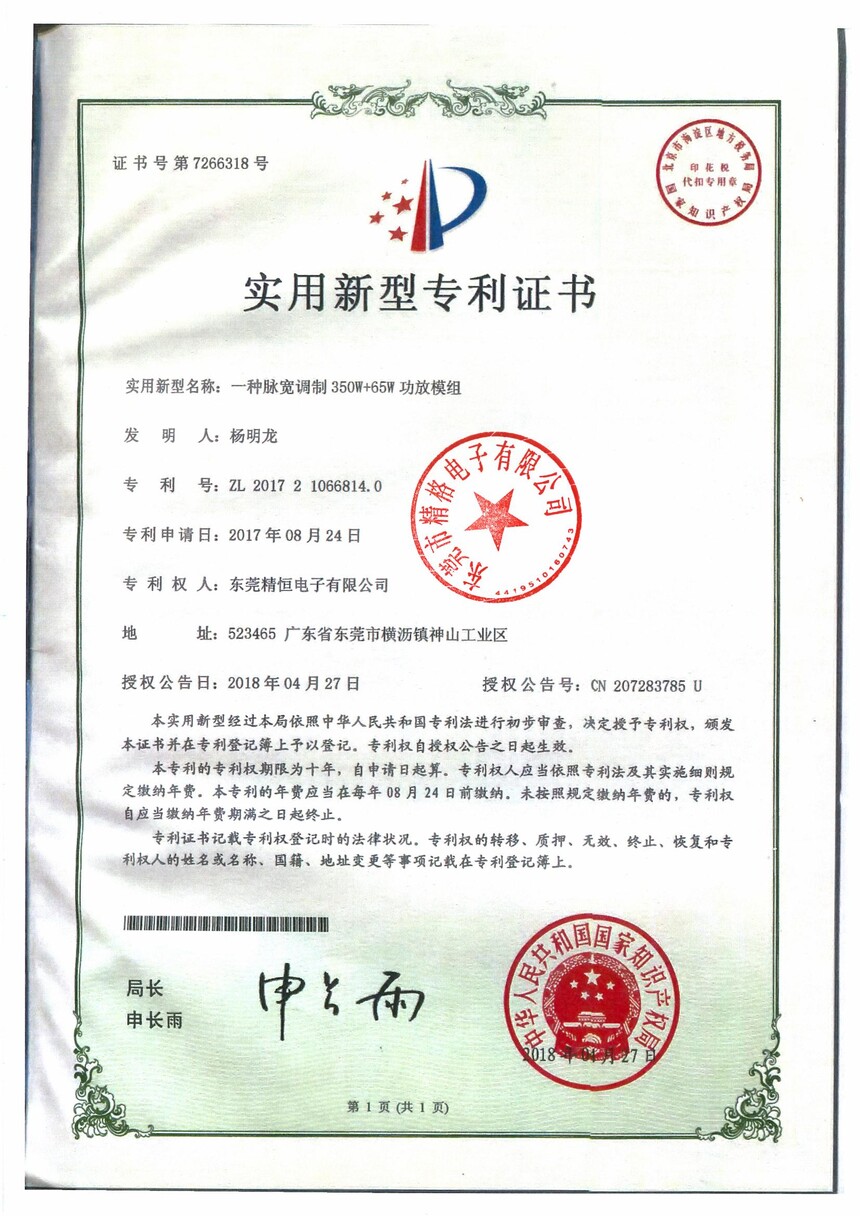 证书号第7266318号
北京市海淀区地方税务局
印花税
代扣专用章
国家知识产权局
实用新型专利证书
实用新型名称：一种脉宽调制350W+65W功放模组
发明人：杨明龙
专利号：ZL 2017 2 1066814.0
专利申请日：2017年08月24日
专利权人：东莞精恒电子有限公司
东莞市精格电子有限公司
4419510160743
地址：523465 广东省东莞市横沥镇神山工业区
授权公告日：2018年04月27日
授权公告号：CN 207283785 U
本实用新型经过本局依照中华人民共和国专利法进行初步审查，决定授予专利权，颁发
本证书并在专利登记簿上予以登记。专利权自授权公告之日起生效。
本专利的专利权期限为十年，自申请日起算。专利权人应当依照专利法及其实施细则规
定缴纳年费。本专利的年费应当在每年08月24日前缴纳。未按照规定缴纳年费的，专利权
自应当缴纳年费期满之日起终止。
专利证书记载专利权登记时的法律状况。专利权的转移、质押、无效、终止、恢复和专
利权人的姓名或名称、国籍、地址变更等事项记载在专利登记簿上。
局长
申长雨
申长雨
中华人民共和国国家知识产权局
2018年04月27日
第1页(共1页)